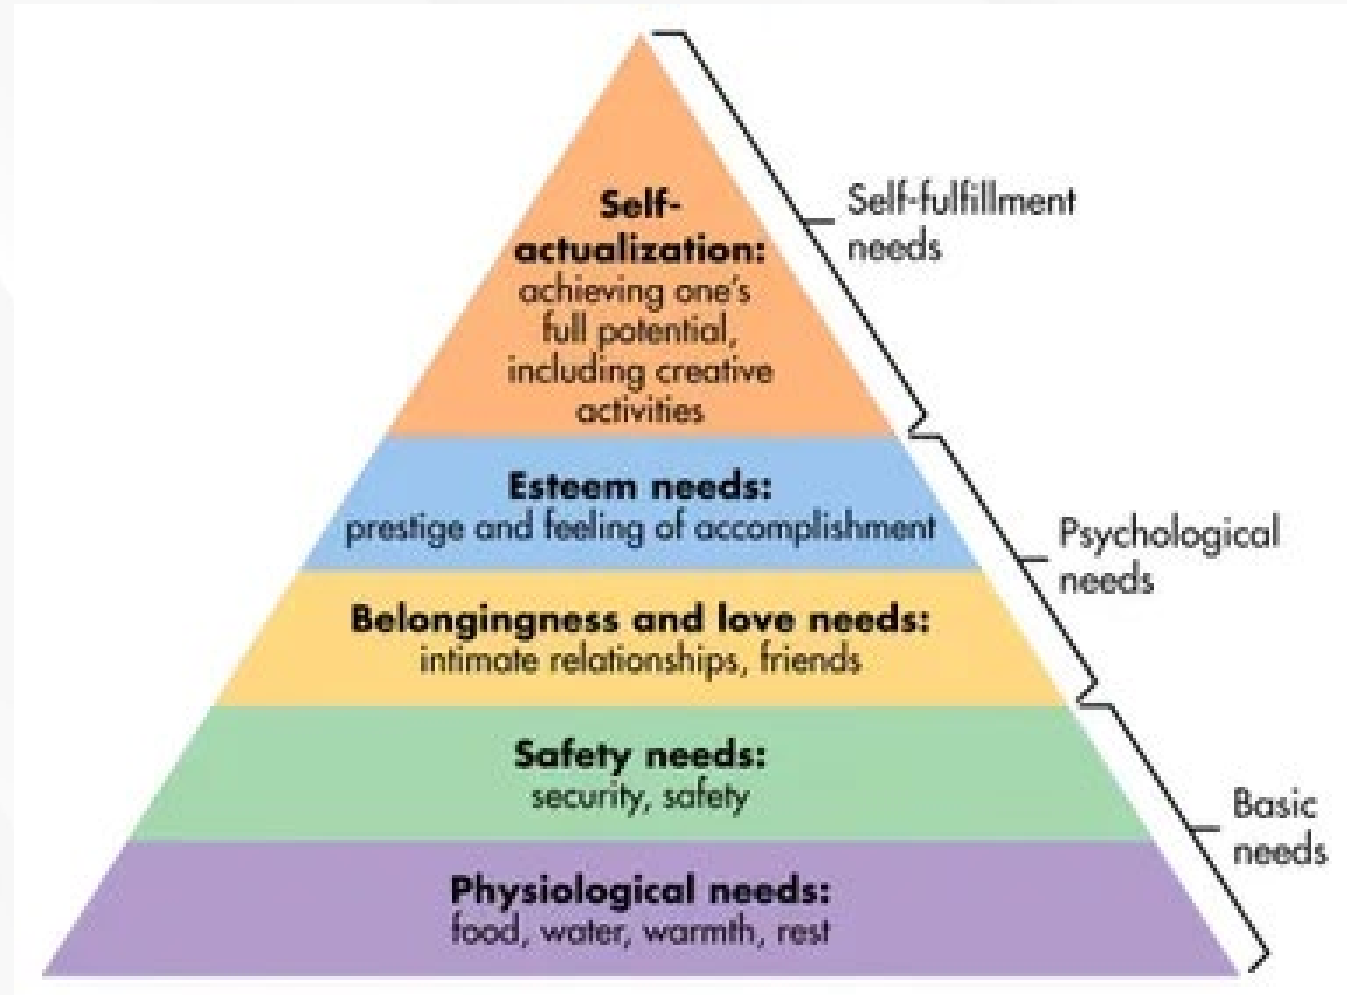 Self-
actualization:
achieving one's
full potential,
including creative
activities
Self-fulfillment
needs
Esteem needs:
prestige and feeling of accomplishment
Psychological
needs
Belongingness and love needs:
intimate relationships, friends
Safety needs:
security, safety
Basic
needs
Physiological needs:
food, water, warmth, rest